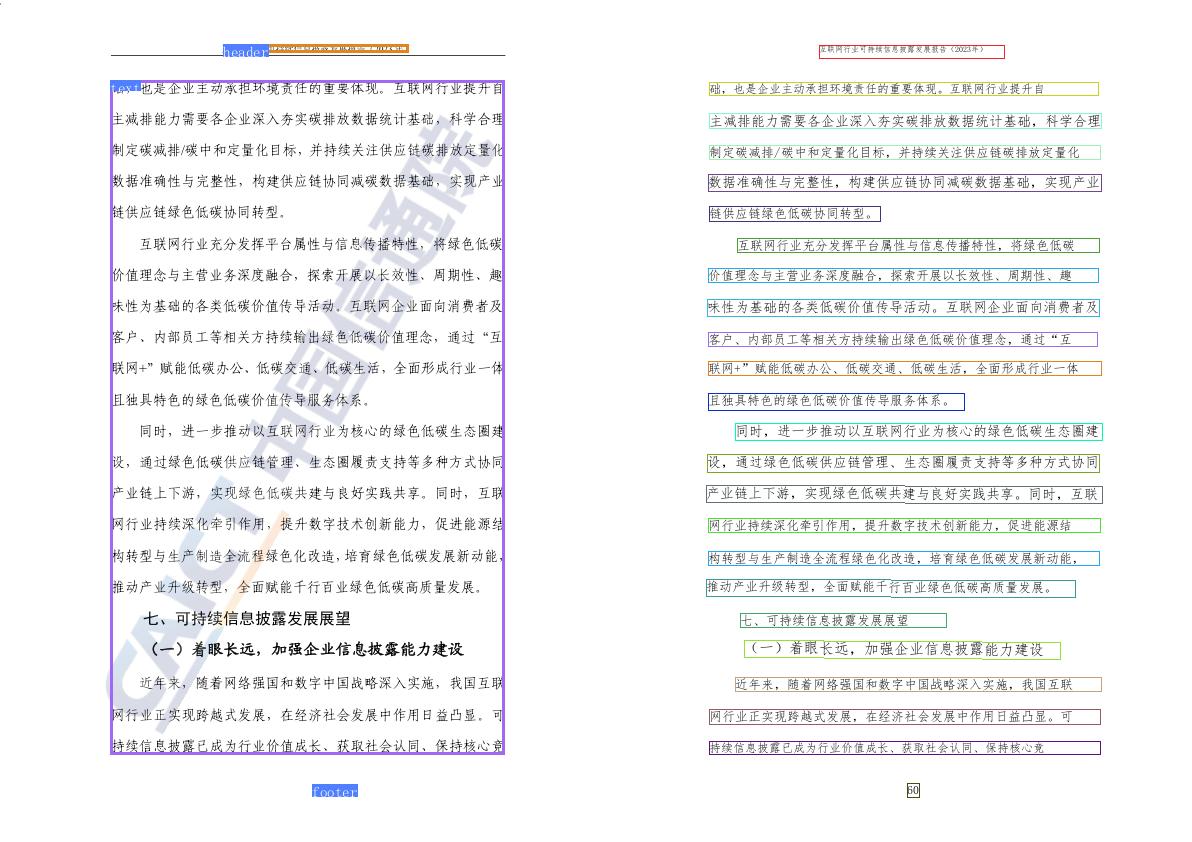 header
text
，也是企业主动承担环境责任的重要体现。互联网行业提升自
主减排能力需要各企业深入夯实碳排放数据统计基础，科学合理
制定碳减排/碳中和定量化目标，并持续关注供应链碳排放定量化
数据准确性与完整性，构建供应链协同减碳数据基础，实现产业
链供应链绿色低碳协同转型。
互联网行业充分发挥平台属性与信息传播特性，将绿色低碳
价值理念与主营业务深度融合，探索开展以长效性、周期性、趣
味性为基础的各类低碳价值传导活动。互联网企业面向消费者及
客户、内部员工等相关方持续输出绿色低碳价值理念，通过“互
联网+”赋能低碳办公、低碳交通、低碳生活，全面形成行业一体
且独具特色的绿色低碳价值传导服务体系。
同时，进一步推动以互联网行业为核心的绿色低碳生态圈建
设，通过绿色低碳供应链管理、生态圈履责支持等多种方式协同
产业链上下游，实现绿色低碳共建与良好实践共享。同时，互联
网行业持续深化牵引作用，提升数字技术创新能力，促进能源结
构转型与生产制造全流程绿色化改造，培育绿色低碳发展新动能，
推动产业升级转型，全面赋能千行百业绿色低碳高质量发展。
七、可持续信息披露发展展望
（一）着眼长远，加强企业信息披露能力建设
近年来，随着网络强国和数字中国战略深入实施，我国互联
网行业正实现跨越式发展，在经济社会发展中作用日益凸显。可
持续信息披露已成为行业价值成长、获取社会认同、保持核心竞
CAICT 中国信通院
footer
互联网行业可持续信息披露发展报告（2023年）
础，也是企业主动承担环境责任的重要体现。互联网行业提升自
主减排能力需要各企业深入夯实碳排放数据统计基础，科学合理
制定碳减排/碳中和定量化目标，并持续关注供应链碳排放定量化
数据准确性与完整性，构建供应链协同减碳数据基础，实现产业
链供应链绿色低碳协同转型。
互联网行业充分发挥平台属性与信息传播特性，将绿色低碳
价值理念与主营业务深度融合，探索开展以长效性、周期性、趣
味性为基础的各类低碳价值传导活动。互联网企业面向消费者及
客户、内部员工等相关方持续输出绿色低碳价值理念，通过“互
联网+”赋能低碳办公、低碳交通、低碳生活，全面形成行业一体
且独具特色的绿色低碳价值传导服务体系。
同时，进一步推动以互联网行业为核心的绿色低碳生态圈建
设，通过绿色低碳供应链管理、生态圈履责支持等多种方式协同
产业链上下游，实现绿色低碳共建与良好实践共享。同时，互联
网行业持续深化牵引作用，提升数字技术创新能力，促进能源结
构转型与生产制造全流程绿色化改造，培育绿色低碳发展新动能，
推动产业升级转型，全面赋能千行百业绿色低碳高质量发展。
七、可持续信息披露发展展望
（一）着眼长远，加强企业信息披露能力建设
近年来，随着网络强国和数字中国战略深入实施，我国互联
网行业正实现跨越式发展，在经济社会发展中作用日益凸显。可
持续信息披露已成为行业价值成长、获取社会认同、保持核心竞
60